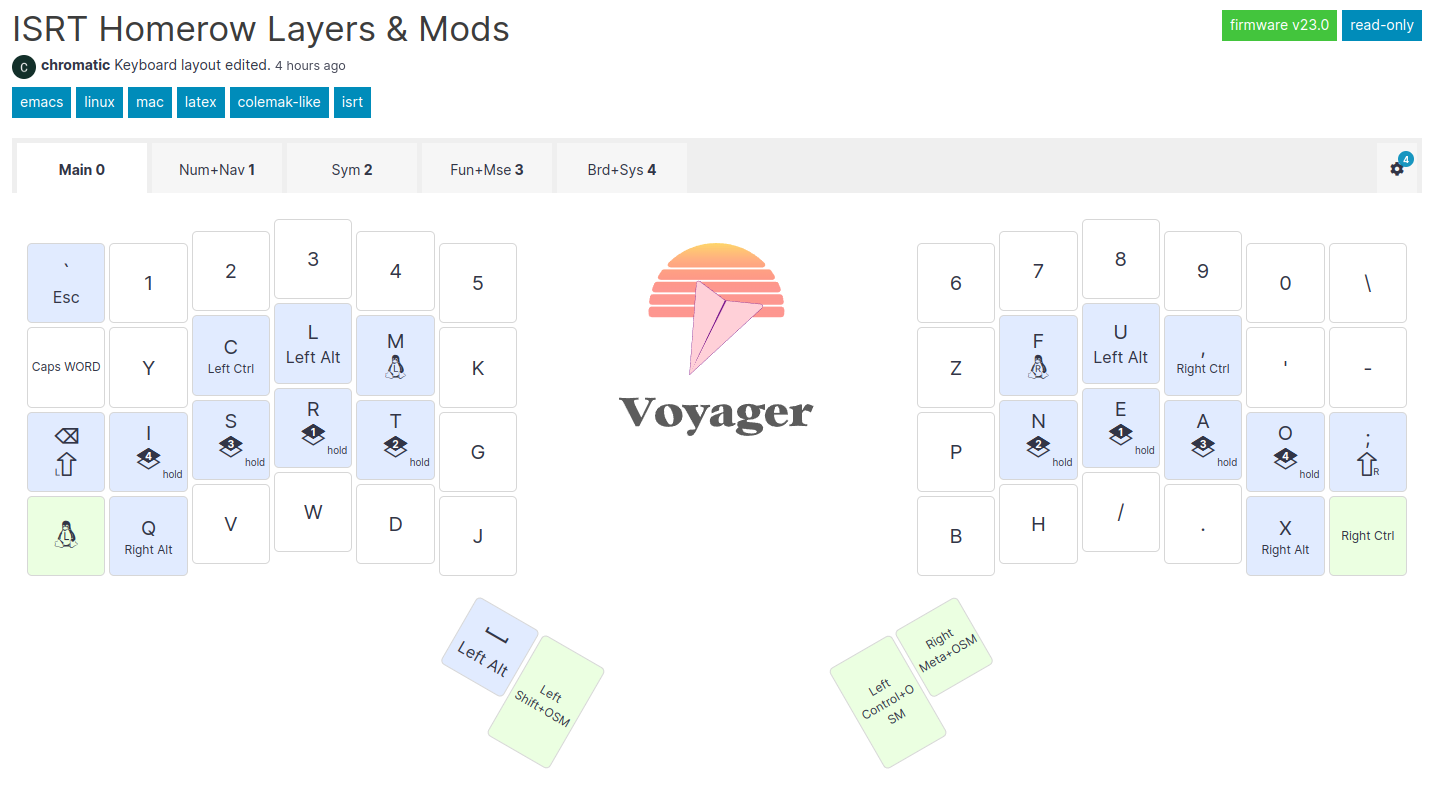 ISRT Homerow Layers & Mods
firmware v23.0
read-only
C
chromatic Keyboard layout edited. 4 hours ago
emacs
linux
mac
latex
colemak-like
isrt
Main 0
Num+Nav 1
Sym 2
Fun+Mse 3
Brd+Sys 4
4
`
Esc
1
2
3
4
5
6
7
8
9
0
\
Caps WORD
Y
C
Left Ctrl
L
Left Alt
M
L
K
Z
F
R
U
Left Alt
,
Right Ctrl
'
-
L
I
4
hold
S
3
hold
R
1
hold
T
2
hold
G
P
N
2
hold
E
1
hold
A
3
hold
O
4
hold
;
R
L
Q
Right Alt
V
W
D
J
B
H
/
.
X
Right Alt
Right Ctrl
Voyager
Left Alt
Left
Shift+OSM
Left
Control+O
SM
Right
Meta+OSM